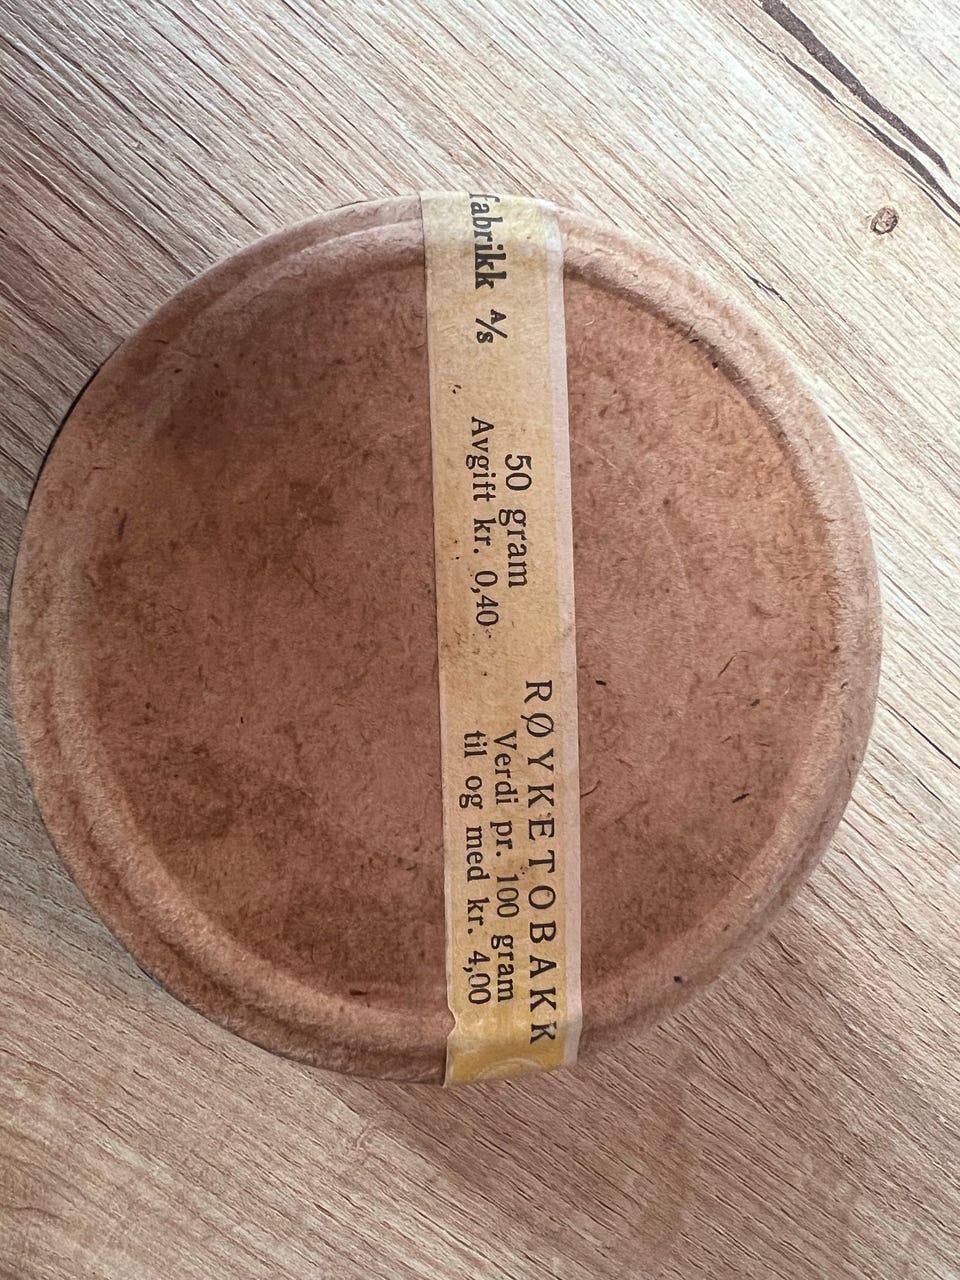 fabrikk A/S
50 gram
Avgift kr. 0,40
RØYKETOBAKK
Verdi pr. 100 gram
til og med kr. 4,00